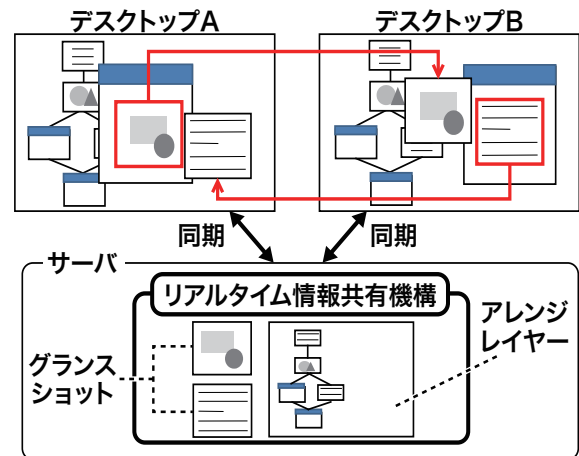 デスクトップA
デスクトップB
同期
同期
サーバ
リアルタイム情報共有機構
グランス
ショット
アレンジ
レイヤー